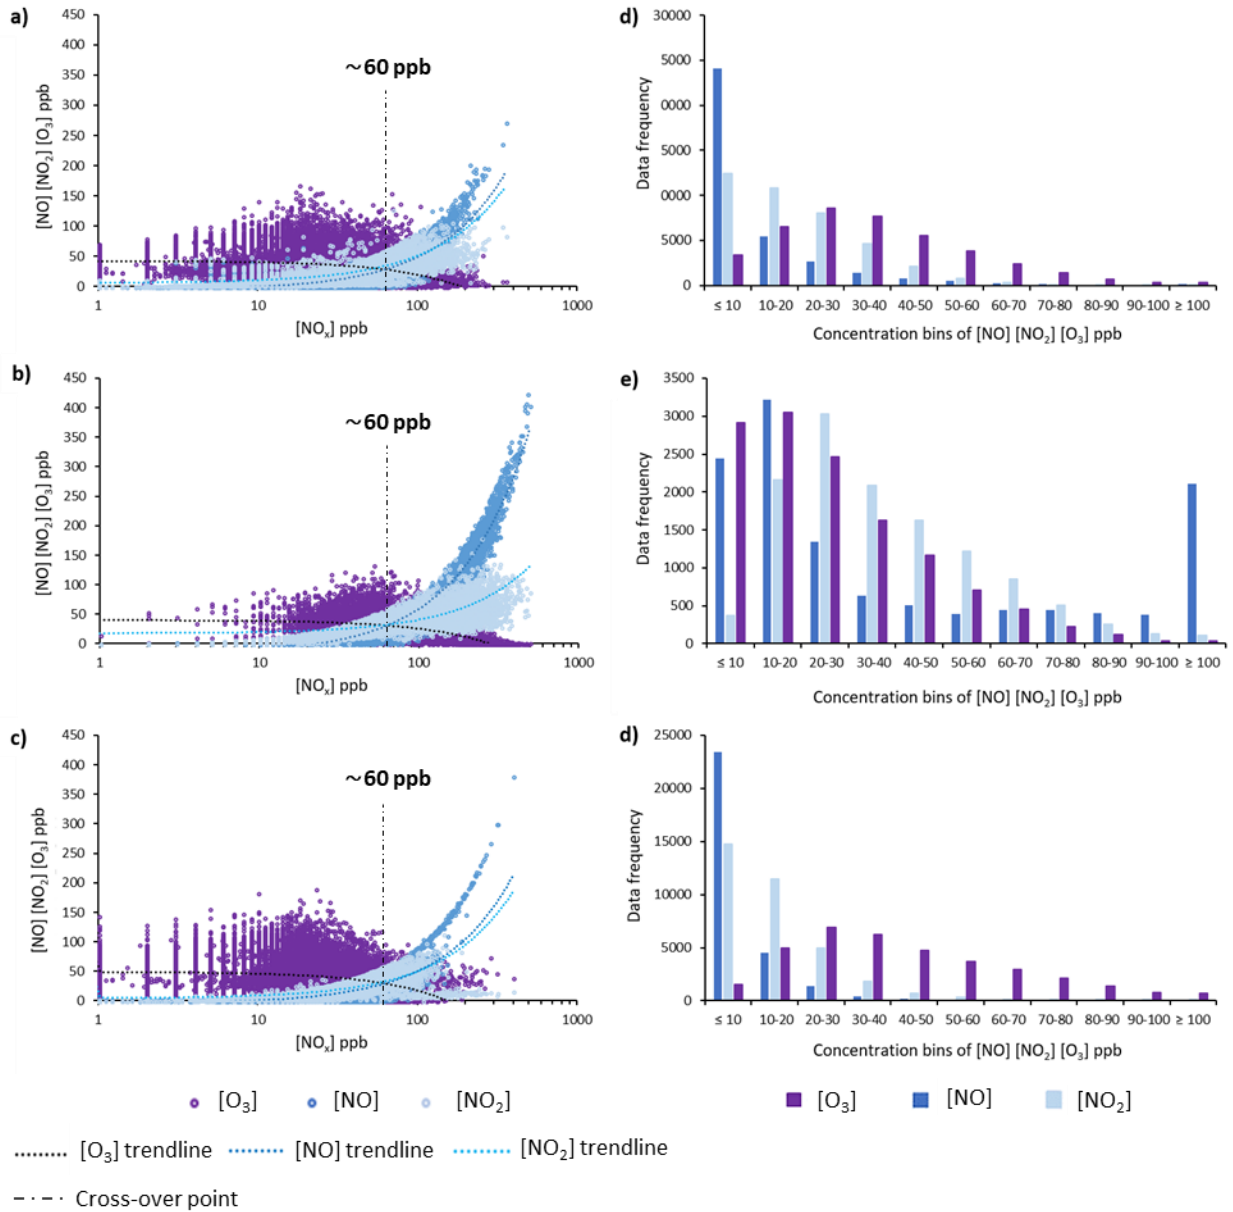 a)
450
400
350
300
250
200
150
100
50
0
[NO] [NO2] [O3] ppb
~60 ppb
1 10 100 1000
[NOx] ppb
d)
30000
5000
0000
5000
0000
5000
0
Data frequency
≤ 10 10-20 20-30 30-40 40-50 50-60 60-70 70-80 80-90 90-100 ≥ 100
Concentration bins of [NO] [NO2] [O3] ppb
b)
450
400
350
300
250
200
150
100
50
0
[NO] [NO2] [O3] ppb
~60 ppb
1 10 100 1000
[NOx] ppb
e)
3500
3000
2500
2000
1500
1000
500
0
Data frequency
≤ 10 10-20 20-30 30-40 40-50 50-60 60-70 70-80 80-90 90-100 ≥ 100
Concentration bins of [NO] [NO2] [O3] ppb
c)
450
400
350
300
250
200
150
100
50
0
[NO] [NO2] [O3] ppb
~60 ppb
1 10 100 1000
[NOx] ppb
d)
25000
20000
15000
10000
5000
0
Data frequency
≤ 10 10-20 20-30 30-40 40-50 50-60 60-70 70-80 80-90 90-100 ≥ 100
Concentration bins of [NO] [NO2] [O3] ppb
[O3] [NO] [NO2]
[O3] [NO] [NO2]
[O3] trendline [NO] trendline [NO2] trendline
Cross-over point